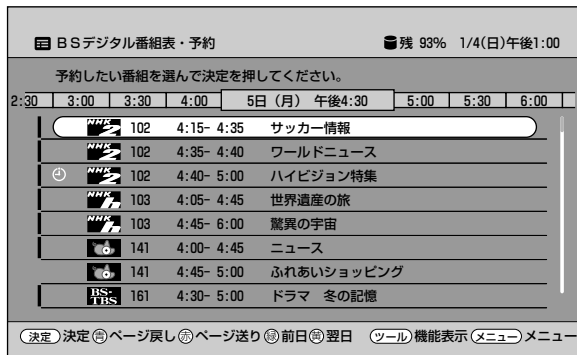 BSデジタル番組表・予約 残 93% 1/4(日)午後1:00
予約したい番組を選んで決定を押してください。
2:30 3:00 3:30 4:00 5日（月） 午後4:30 5:00 5:30 6:00
NHK 2 102 4:15- 4:35 サッカー情報
NHK 2 102 4:35- 4:40 ワールドニュース
NHK 2 102 4:40- 5:00 ハイビジョン特集
NHK h 103 4:05- 4:45 世界遺産の旅
NHK h 103 4:45- 6:00 驚異の宇宙
141 4:00- 4:45 ニュース
141 4:45- 5:00 ふれあいショッピング
BS-TBS 161 4:30- 5:00 ドラマ 冬の記憶
決定 決定 青 ページ戻し 赤 ページ送り 緑 前日 黄 翌日 ツール 機能表示 メニュー メニュー